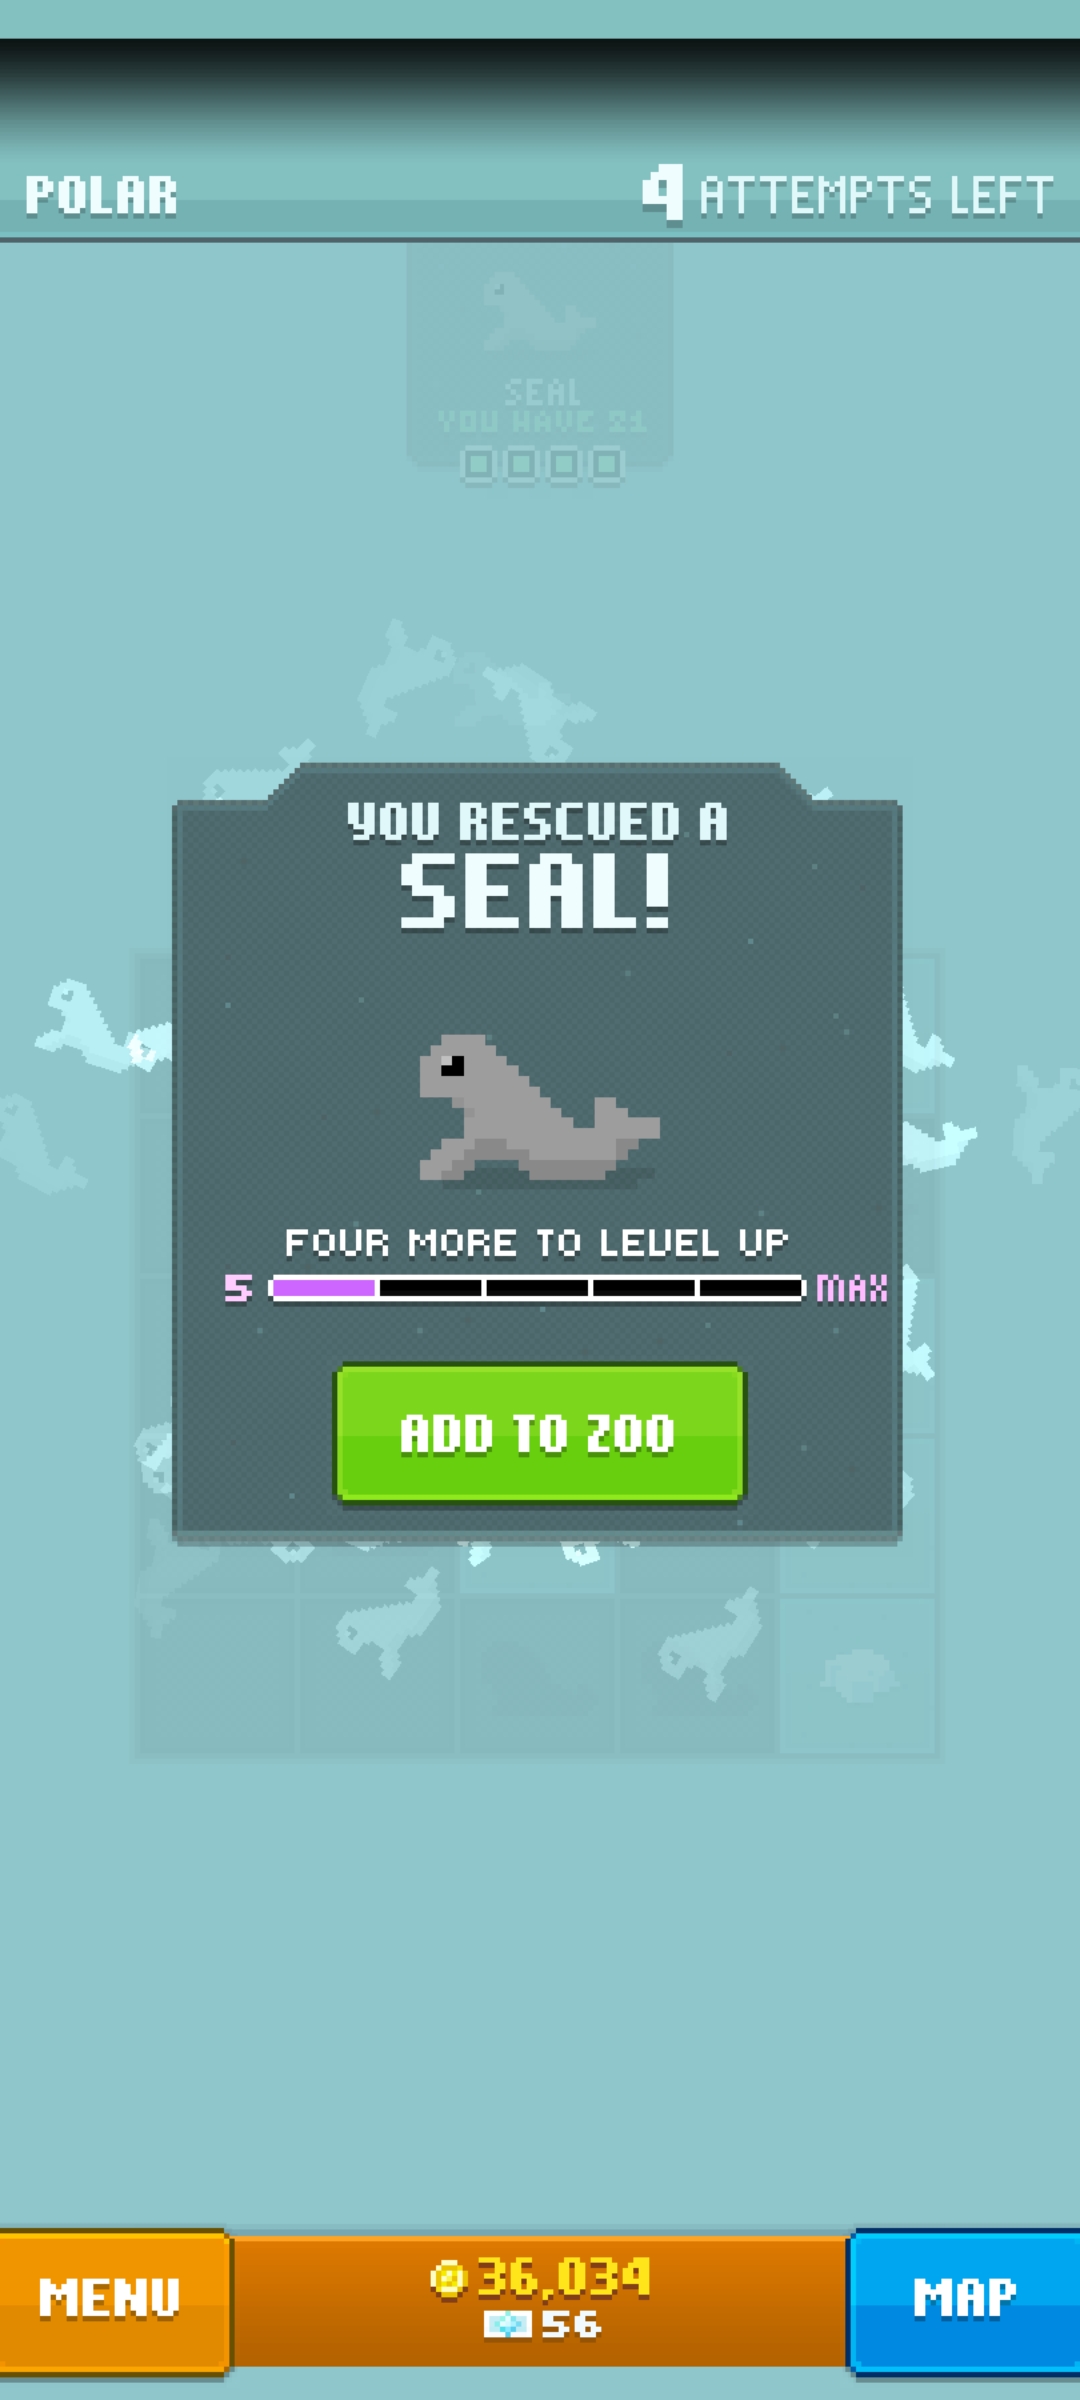 POLAR
4 ATTEMPTS LEFT
SEAL
YOU HAVE 21
YOU RESCUED A
SEAL!
FOUR MORE TO LEVEL UP
5 MAX
ADD TO ZOO
MENU
36,034
56
MAP